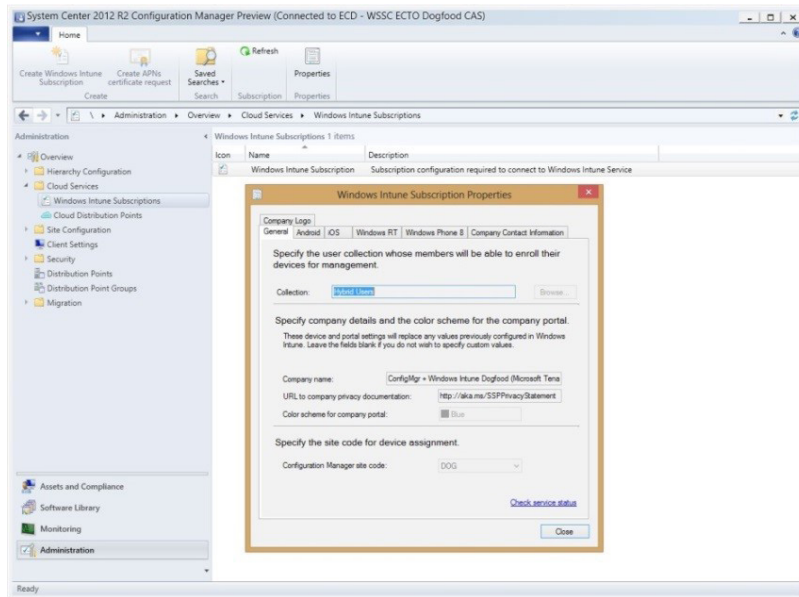 System Center 2012 R2 Configuration Manager Preview (Connected to ECD - WSSC ECTO Dogfood CAS)
Home
Create Windows Intune Subscription
Create APNs certificate request
Saved Searches
Refresh
Properties
Create
Search
Subscription
Properties
\ Administration Overview Cloud Services Windows Intune Subscriptions
Administration
Windows Intune Subscriptions 1 items
Overview
Hierarchy Configuration
Cloud Services
Windows Intune Subscriptions
Cloud Distribution Points
Site Configuration
Client Settings
Security
Distribution Points
Distribution Point Groups
Migration
Icon Name Description
Windows Intune Subscription Subscription configuration required to connect to Windows Intune Service
Windows Intune Subscription Properties
Company Logo
General Android iOS Windows RT Windows Phone 8 Company Contact Information
Specify the user collection whose members will be able to enroll their
devices for management.
Collection: Hybrid Users Browse...
Specify company details and the color scheme for the company portal.
These device and portal settings will replace any values previously configured in Windows
Intune. Leave the fields blank if you do not wish to specify custom values.
Company name: ConfigMgr + Windows Intune Dogfood (Microsoft Tena
URL to company privacy documentation: http://aka.ms/SSPPrivacyStatement
Color scheme for company portal: Blue
Specify the site code for device assignment.
Configuration Manager site code: DOG
Check service status
Close
Assets and Compliance
Software Library
Monitoring
Administration
Ready